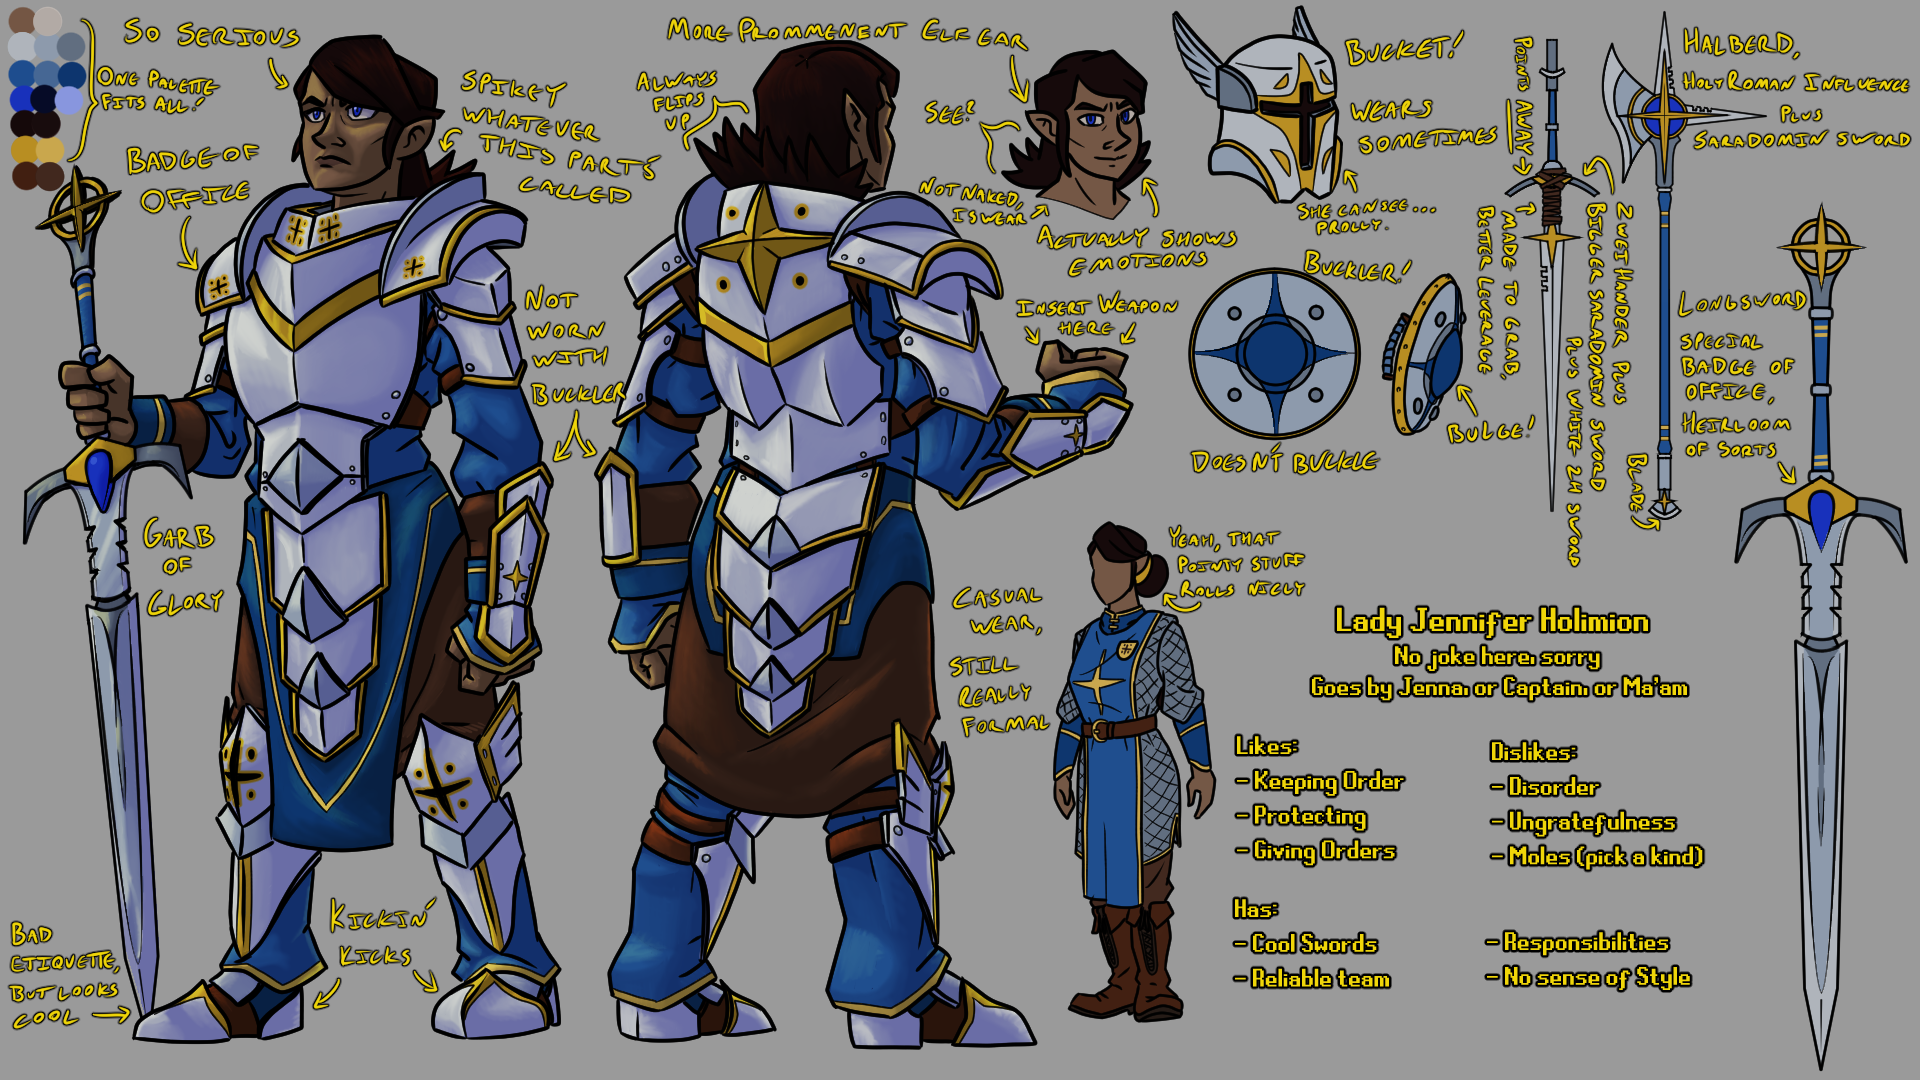 So Serious
One Palette
Fits All!
Badge of
Office
Spikey
Whatever
This Part's
Called
Not
Worn
With
Buckler
Garb
of
Glory
Bad
Etiquette,
But Looks
Cool
Kickin'
Kicks
More Prommenent Elf Ear
Always
Flips
Up
See?
Not Naked,
I Swear
Actually Shows
Emotions
Insert Weapon
Here
Casual
Wear,
Still
Really
Formal
Yeah, That
Pointy Stuff
Rolls Nicly
Bucket!
Wears
Sometimes
She Can See...
Prolly.
Buckler!
Bulge!
Doesn't Buckle
Points Away
Made to Grab,
Better Leverage
Zweihander Plus
Bigger Saradomin Sword
Plus White 2H Sword
Halberd,
Holy Roman Influence
Plus
Saradomin Sword
Blade
Longsword
Special
Badge of
Office,
Heirloom
of Sorts
Lady Jennifer Holimion
No joke here, sorry
Goes by Jenna, or Captain, or Ma'am
Likes:
- Keeping Order
- Protecting
- Giving Orders
Dislikes:
- Disorder
- Ungratefulness
- Moles (pick a kind)
Has:
- Cool Swords
- Reliable team
- Responsibilities
- No sense of Style